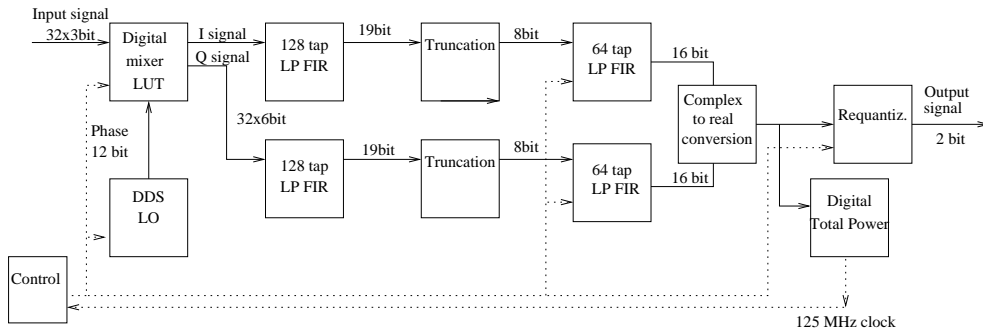 Input signal
32x3bit
Digital
mixer
LUT
I signal
Q signal
128 tap
LP FIR
19bit
Truncation
8bit
64 tap
LP FIR
16 bit
Complex
to real
conversion
Requantiz.
Output
signal
2 bit
Phase
12 bit
32x6bit
128 tap
LP FIR
19bit
Truncation
8bit
64 tap
LP FIR
16 bit
DDS
LO
Digital
Total Power
Control
125 MHz clock